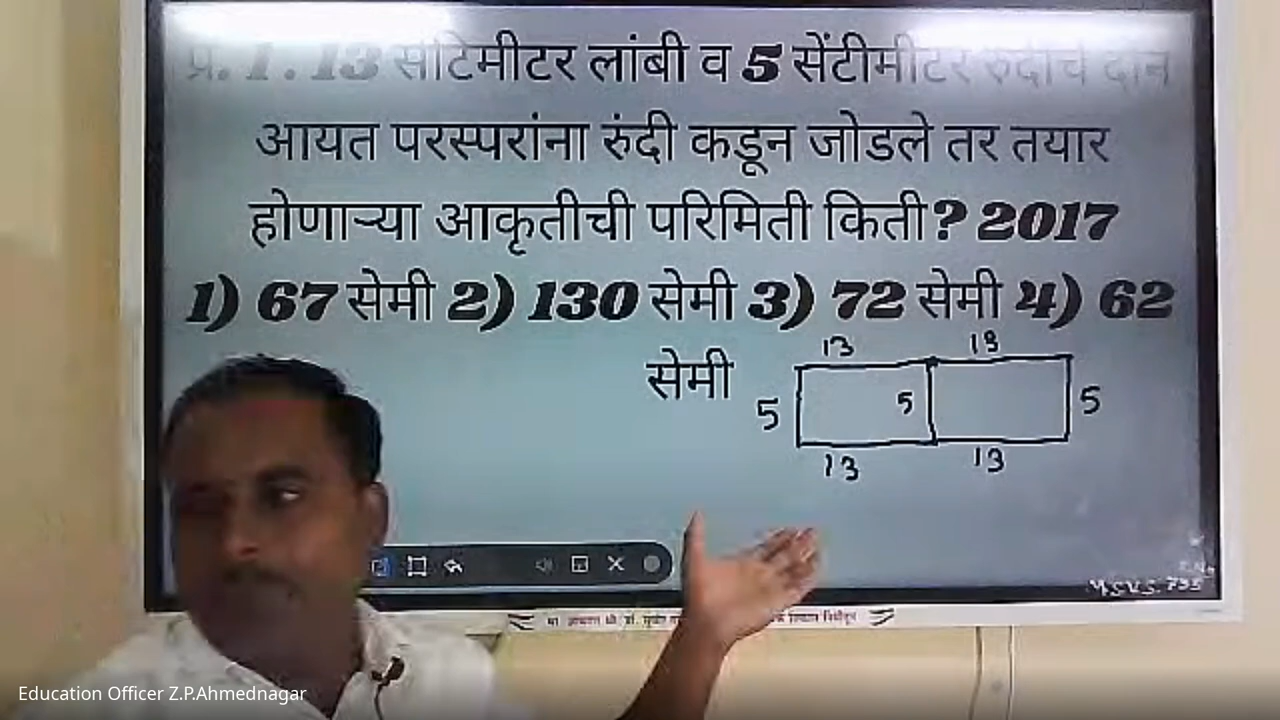 प्र. 1 . 13 सेंटिमीटर लांबी व 5 सेंटीमीटर रुंदीचे दोन
आयत परस्परांना रुंदी कडून जोडले तर तयार
होणाऱ्या आकृतीची परिमिती किती? 2017
1) 67 सेमी 2) 130 सेमी 3) 72 सेमी 4) 62
सेमी
13 13
5 5 5
13 13
Education Officer Z.P.Ahmednagar